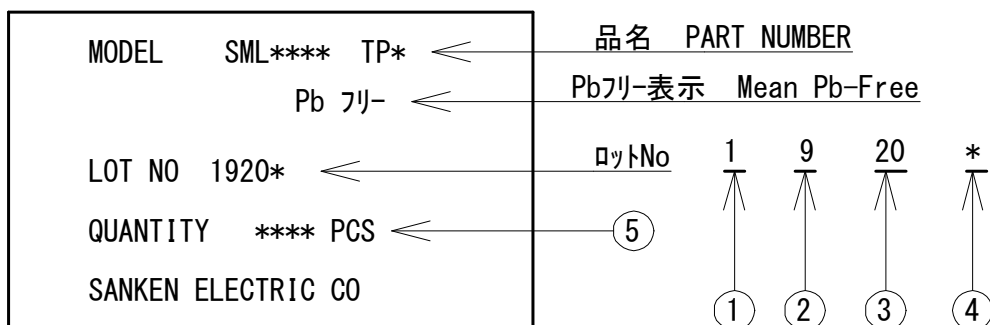 MODEL SML**** TP*
品名 PART NUMBER
Pb ﾌﾘｰ
Pbﾌﾘｰ表示 Mean Pb-Free
LOT NO 1920*
ﾛｯﾄNo 1 9 20 *
QUANTITY **** PCS
⑤
SANKEN ELECTRIC CO
① ② ③ ④